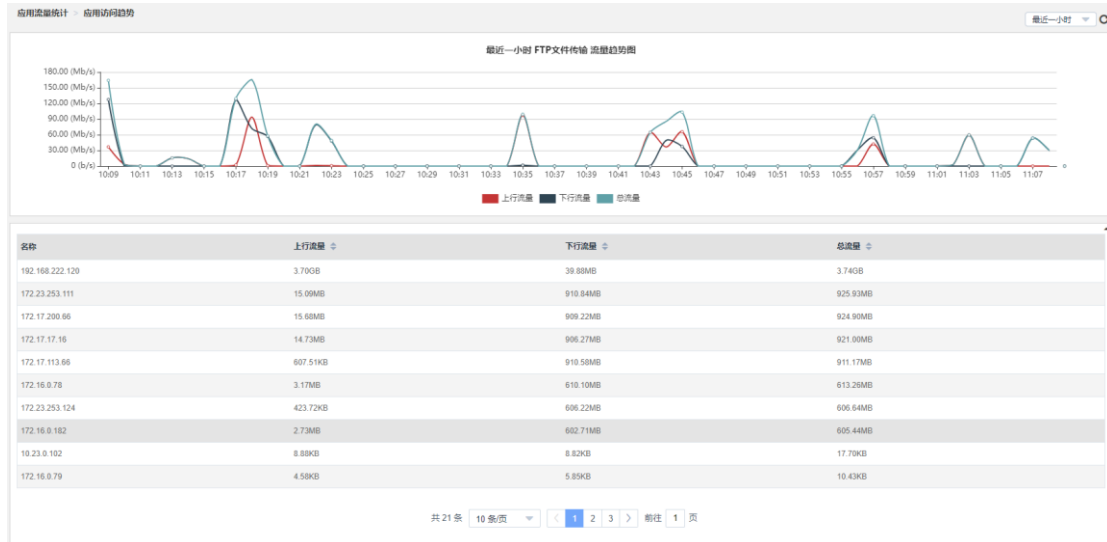 应用流量统计 > 应用访问趋势
最近一小时
最近一小时 FTP文件传输 流量趋势图
180.00 (Mb/s)
150.00 (Mb/s)
120.00 (Mb/s)
90.00 (Mb/s)
60.00 (Mb/s)
30.00 (Mb/s)
0 (b/s)
0
10:09 10:11 10:13 10:15 10:17 10:19 10:21 10:23 10:25 10:27 10:29 10:31 10:33 10:35 10:37 10:39 10:41 10:43 10:45 10:47 10:49 10:51 10:53 10:55 10:57 10:59 11:01 11:03 11:05 11:07
上行流量 下行流量 总流量
名称 上行流量 下行流量 总流量
192.168.222.120 3.70GB 39.88MB 3.74GB
172.23.253.111 15.09MB 910.84MB 925.93MB
172.17.200.66 15.68MB 909.22MB 924.90MB
172.17.17.16 14.73MB 906.27MB 921.00MB
172.17.113.66 607.51KB 910.58MB 911.17MB
172.16.0.78 3.17MB 610.10MB 613.26MB
172.23.253.124 423.72KB 606.22MB 606.64MB
172.16.0.182 2.73MB 602.71MB 605.44MB
10.23.0.102 8.88KB 8.82KB 17.70KB
172.16.0.79 4.58KB 5.85KB 10.43KB
共 21 条 10 条/页 < 1 2 3 > 前往 1 页